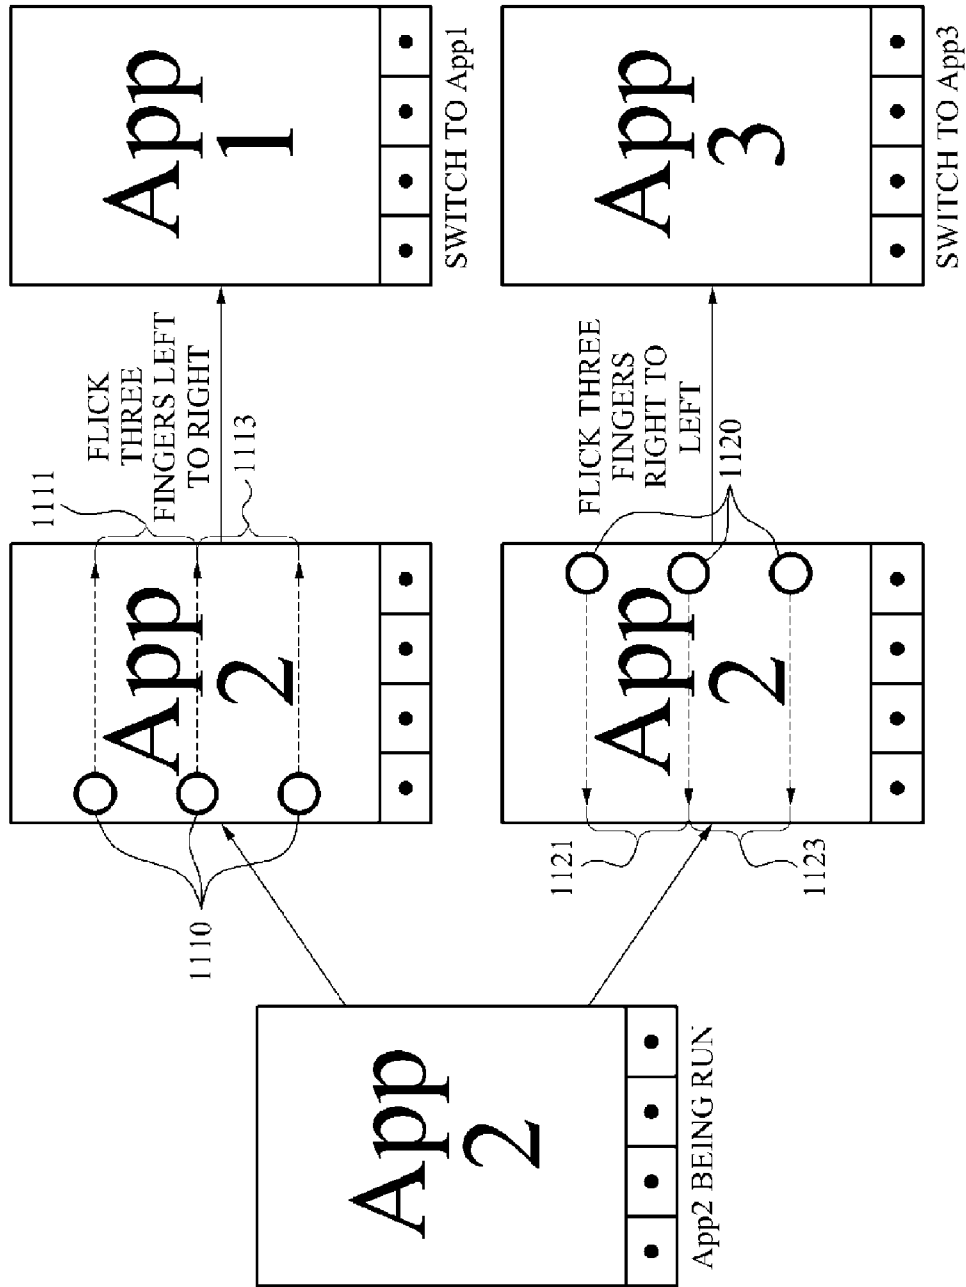 App
2
App2 BEING RUN
1110
App
2
1111
1113
FLICK
THREE
FINGERS LEFT
TO RIGHT
App
1
SWITCH TO App1
1121
1123
App
2
1120
FLICK THREE
FINGERS
RIGHT TO
LEFT
App
3
SWITCH TO App3